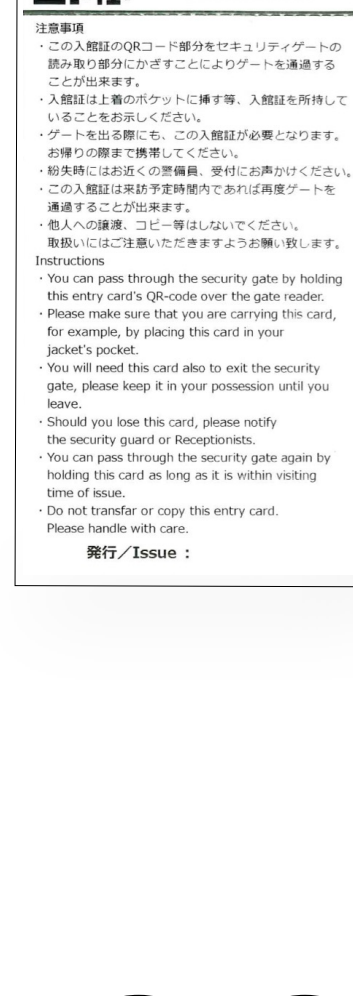 注意事項
・この入館証のQRコード部分をセキュリティゲートの
読み取り部分にかざすことによりゲートを通過する
ことが出来ます。
・入館証は上着のポケットに挿す等、入館証を所持して
いることをお示しください。
・ゲートを出る際にも、この入館証が必要となります。
お帰りの際まで携帯してください。
・紛失時にはお近くの警備員、受付にお声かけください。
・この入館証は来訪予定時間内であれば再度ゲートを
通過することが出来ます。
・他人への譲渡、コピー等はしないでください。
取扱いにはご注意いただきますようお願い致します。
Instructions
・You can pass through the security gate by holding
this entry card's QR-code over the gate reader.
・Please make sure that you are carrying this card,
for example, by placing this card in your
jacket's pocket.
・You will need this card also to exit the security
gate, please keep it in your possession until you
leave.
・Should you lose this card, please notify
the security guard or Receptionists.
・You can pass through the security gate again by
holding this card as long as it is within visiting
time of issue.
・Do not transfar or copy this entry card.
Please handle with care.
発行／Issue :